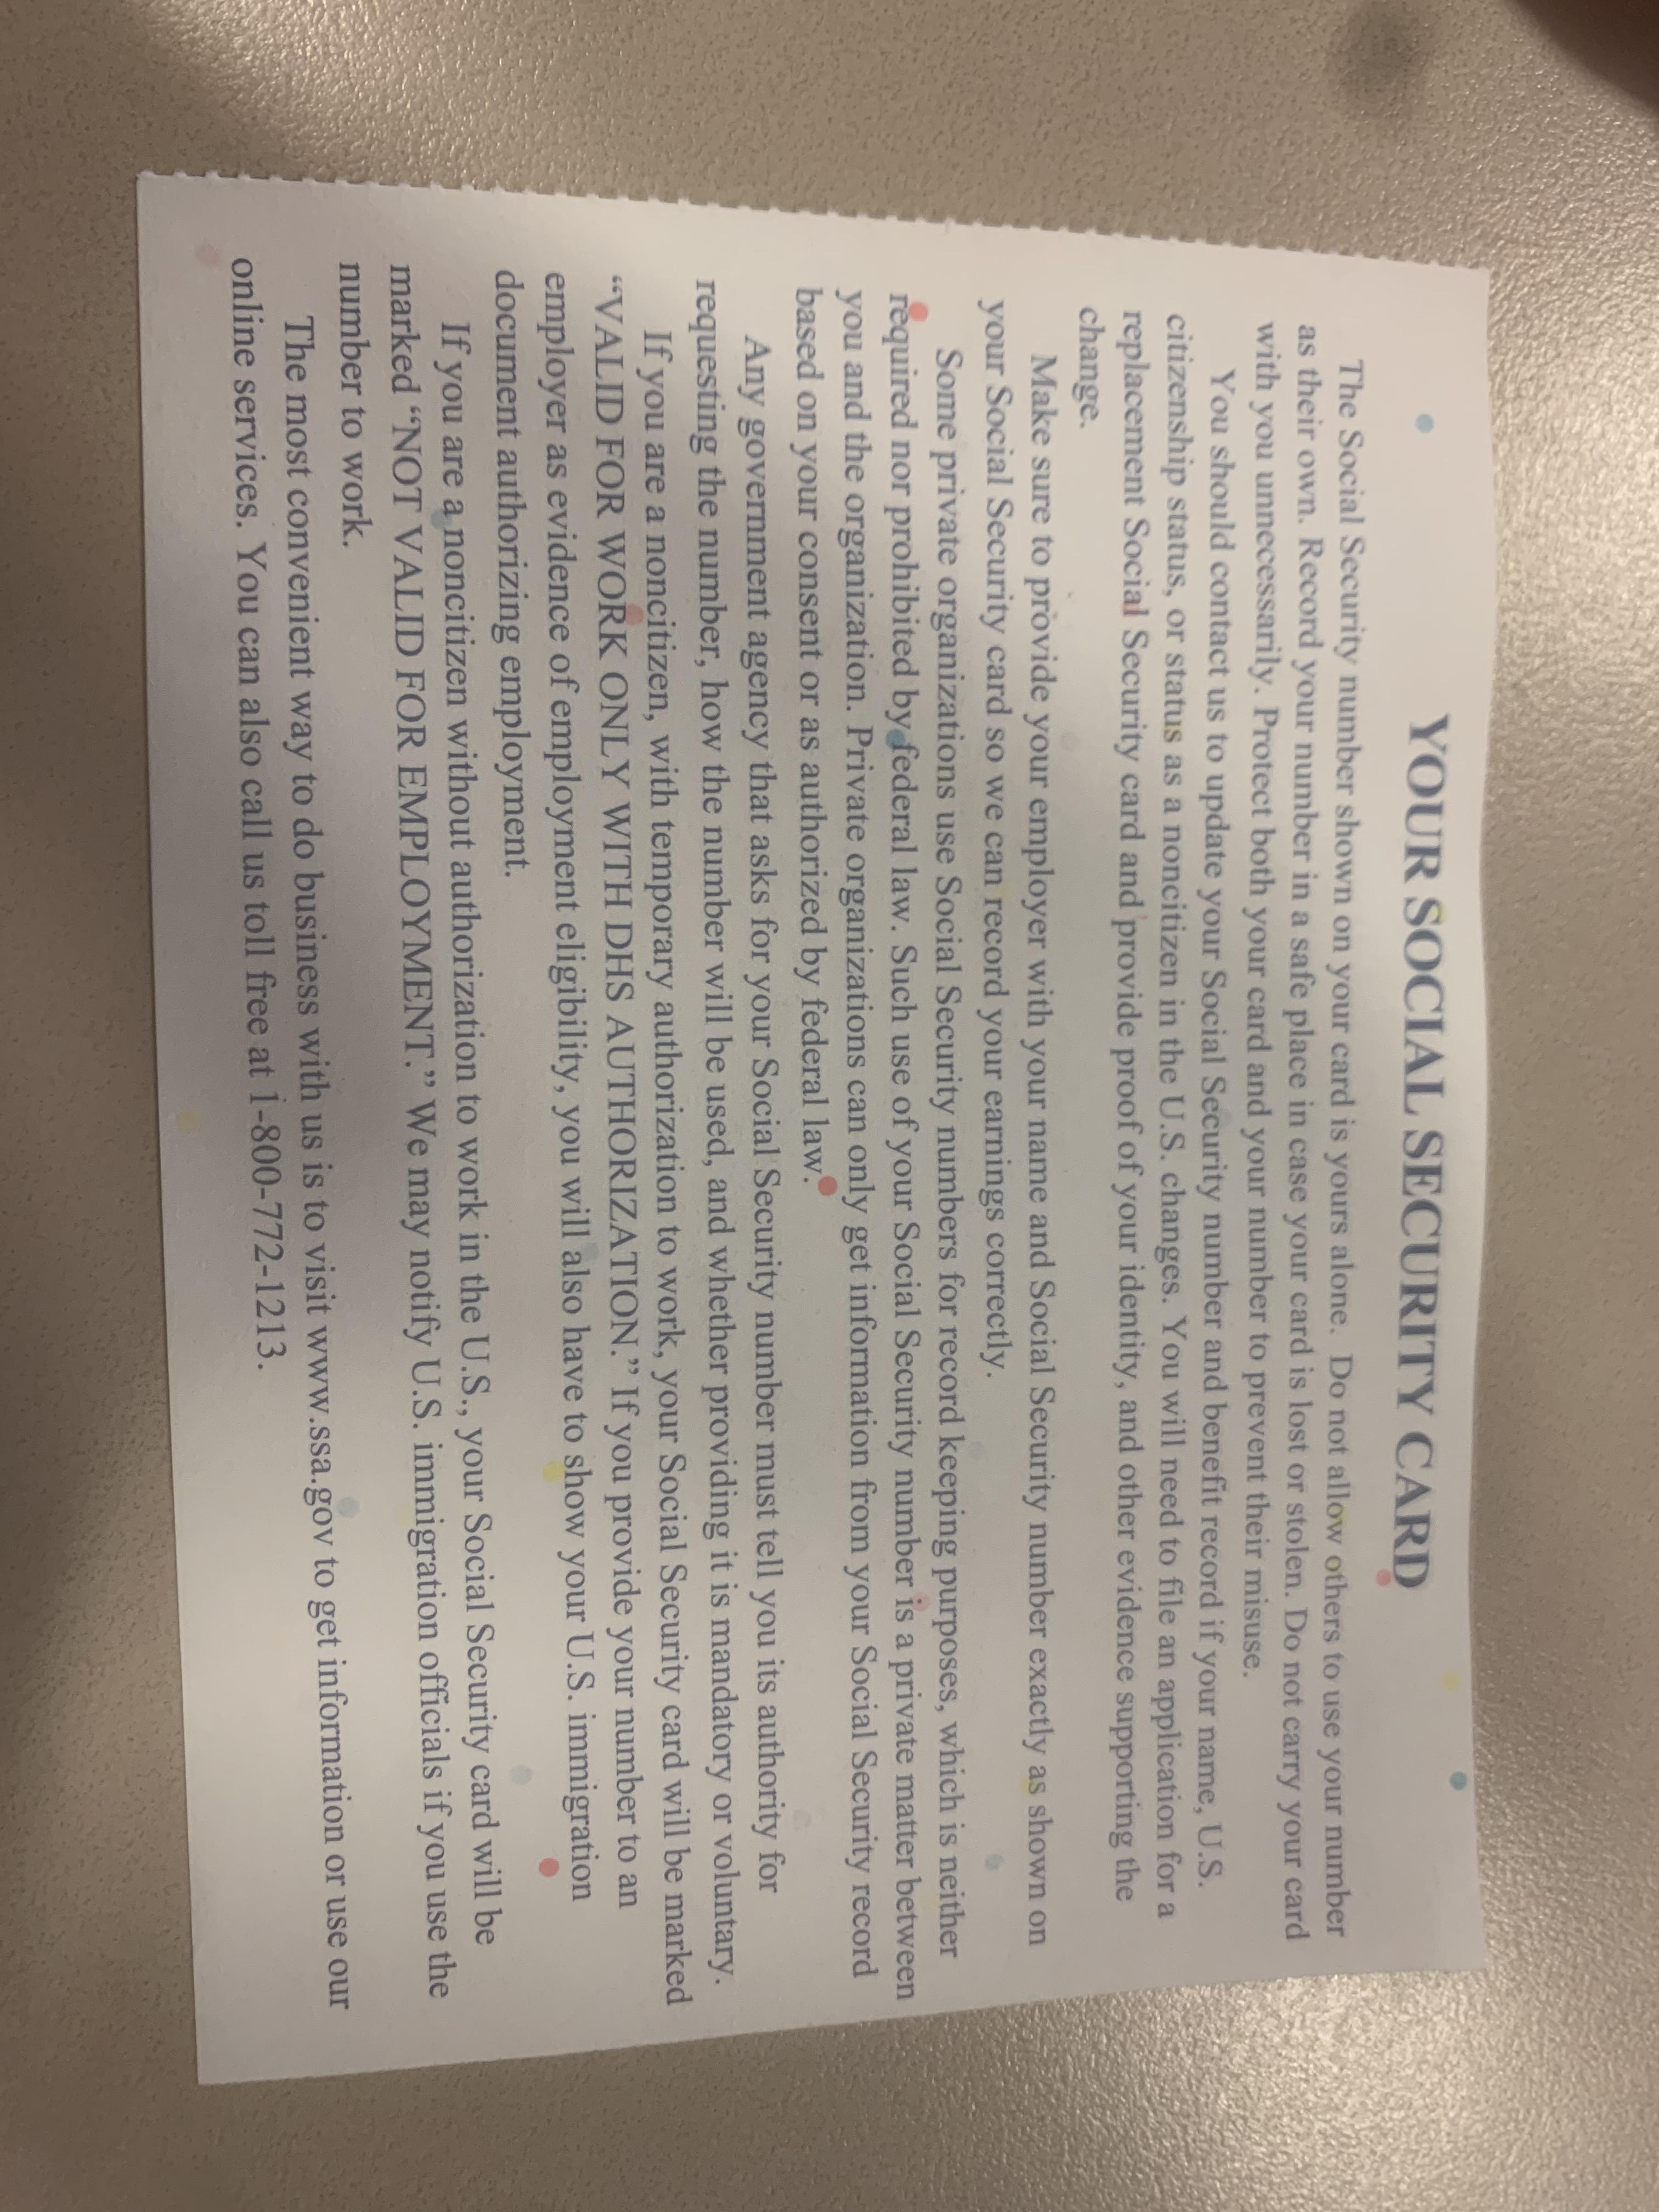 YOUR SOCIAL SECURITY CARD
The Social Security number shown on your card is yours alone. Do not allow others to use your number
as their own. Record your number in a safe place in case your card is lost or stolen. Do not carry your card
with you unnecessarily. Protect both your card and your number to prevent their misuse.
You should contact us to update your Social Security number and benefit record if your name, U.S.
citizenship status, or status as a noncitizen in the U.S. changes. You will need to file an application for a
replacement Social Security card and provide proof of your identity, and other evidence supporting the
change.
Make sure to provide your employer with your name and Social Security number exactly as shown on
your Social Security card so we can record your earnings correctly.
Some private organizations use Social Security numbers for record keeping purposes, which is neither
required nor prohibited by federal law. Such use of your Social Security number is a private matter between
you and the organization. Private organizations can only get information from your Social Security record
based on your consent or as authorized by federal law.
Any government agency that asks for your Social Security number must tell you its authority for
requesting the number, how the number will be used, and whether providing it is mandatory or voluntary.
If you are a noncitizen, with temporary authorization to work, your Social Security card will be marked
“VALID FOR WORK ONLY WITH DHS AUTHORIZATION.” If you provide your number to an
employer as evidence of employment eligibility, you will also have to show your U.S. immigration
document authorizing employment.
If you are a noncitizen without authorization to work in the U.S., your Social Security card will be
marked “NOT VALID FOR EMPLOYMENT.” We may notify U.S. immigration officials if you use the
number to work.
The most convenient way to do business with us is to visit www.ssa.gov to get information or use our
online services. You can also call us toll free at 1-800-772-1213.